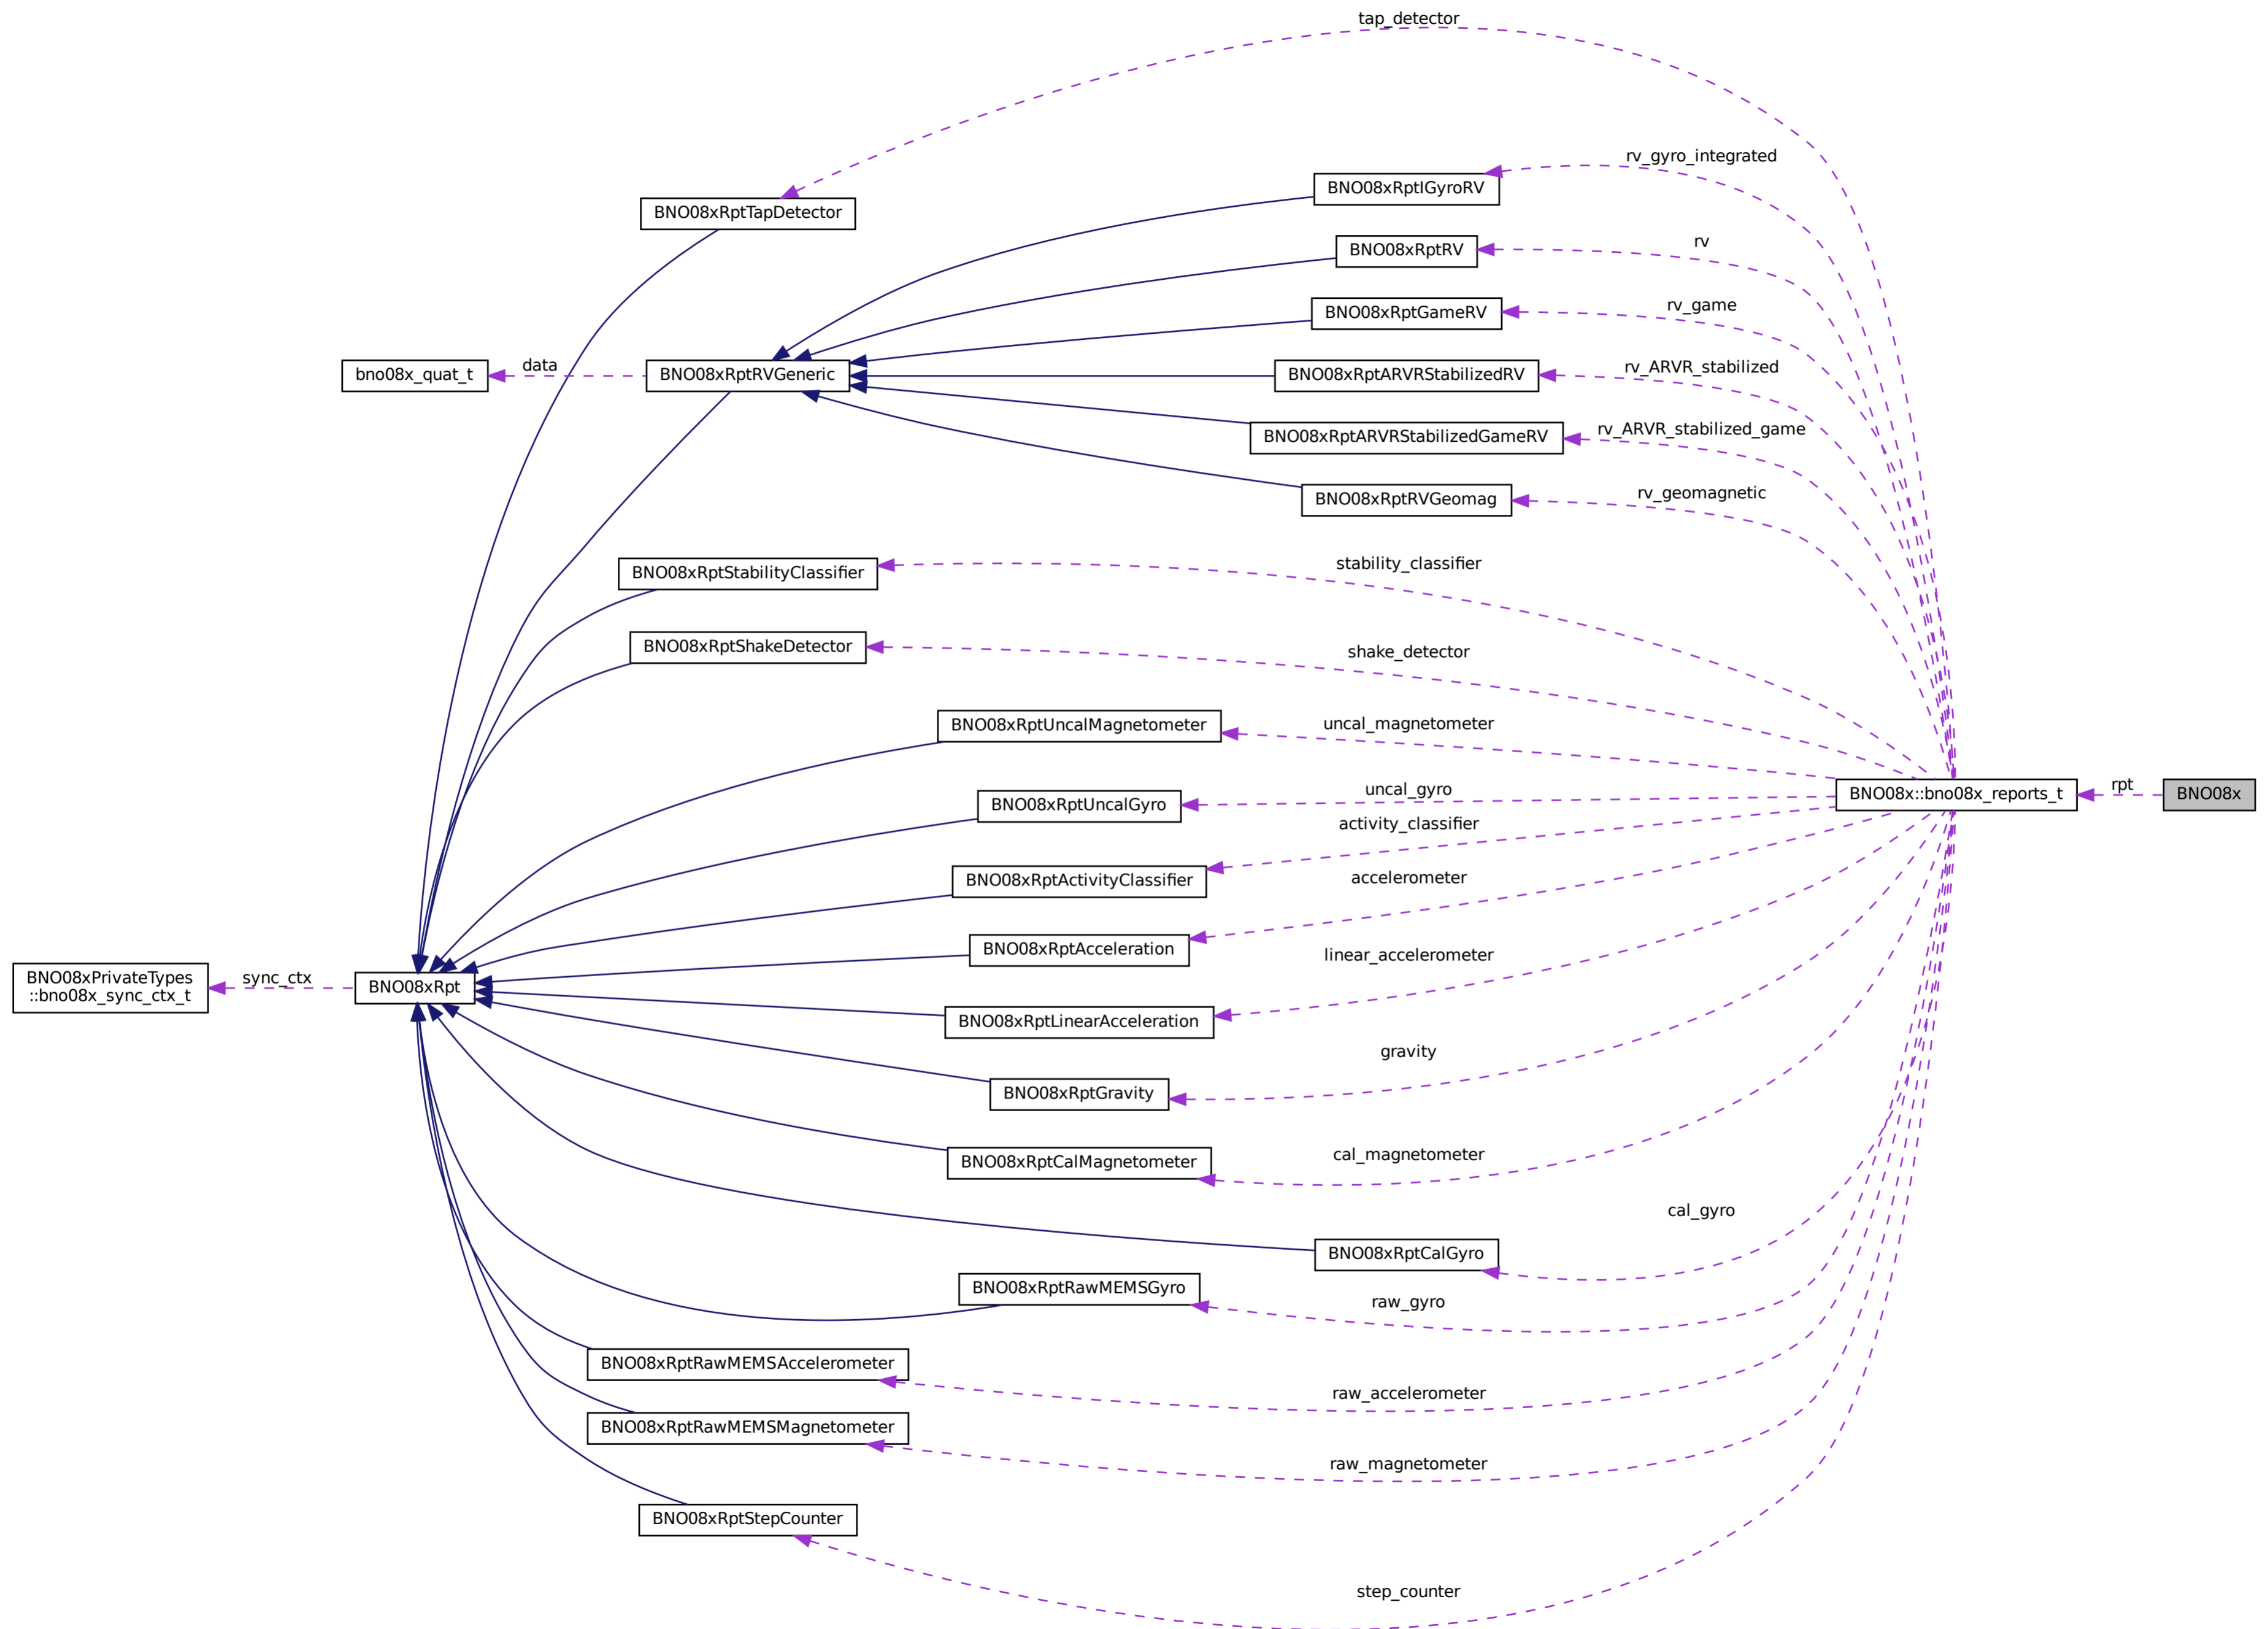 tap_detector
rv_gyro_integrated
BNO08xRptIGyroRV
BNO08xRptTapDetector
rv
BNO08xRptRV
rv_game
BNO08xRptGameRV
data
rv_ARVR_stabilized
bno08x_quat_t
BNO08xRptRVGeneric
BNO08xRptARVRStabilizedRV
rv_ARVR_stabilized_game
BNO08xRptARVRStabilizedGameRV
rv_geomagnetic
BNO08xRptRVGeomag
stability_classifier
BNO08xRptStabilityClassifier
shake_detector
BNO08xRptShakeDetector
uncal_magnetometer
BNO08xRptUncalMagnetometer
uncal_gyro
rpt
BNO08xRptUncalGyro
BNO08x::bno08x_reports_t
BNO08x
activity_classifier
BNO08xRptActivityClassifier
accelerometer
BNO08xRptAcceleration
linear_accelerometer
BNO08xPrivateTypes
::bno08x_sync_ctx_t
sync_ctx
BNO08xRpt
BNO08xRptLinearAcceleration
gravity
BNO08xRptGravity
cal_magnetometer
BNO08xRptCalMagnetometer
cal_gyro
BNO08xRptCalGyro
BNO08xRptRawMEMSGyro
raw_gyro
BNO08xRptRawMEMSAccelerometer
raw_accelerometer
BNO08xRptRawMEMSMagnetometer
raw_magnetometer
BNO08xRptStepCounter
step_counter